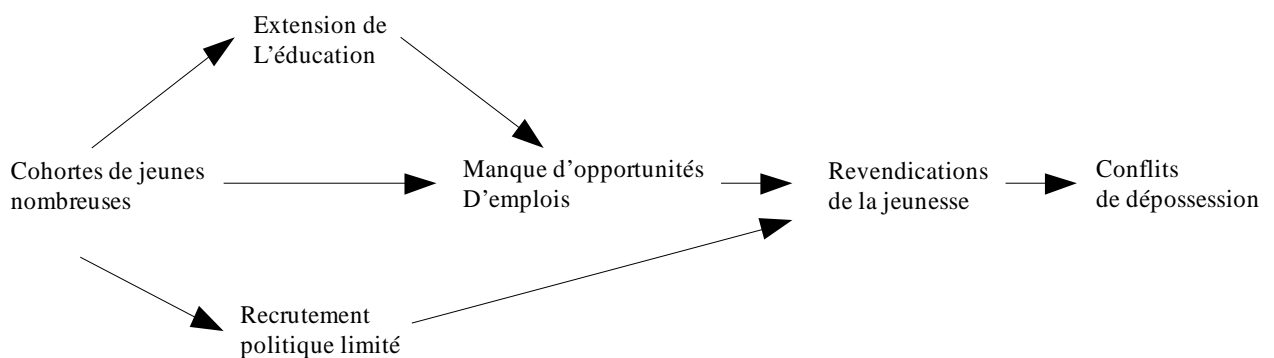 Extension de
L'éducation
Cohortes de jeunes
nombreuses
Manque d'opportunités
D'emplois
Revendications
de la jeunesse
Conflits
de dépossession
Recrutement
politique limité